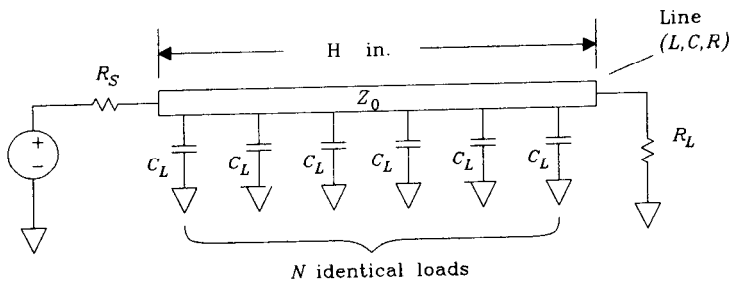 Line
(L,C,R)
H in.
R_S
Z_0
+
−
C_L
C_L
C_L
C_L
C_L
C_L
R_L
N identical loads